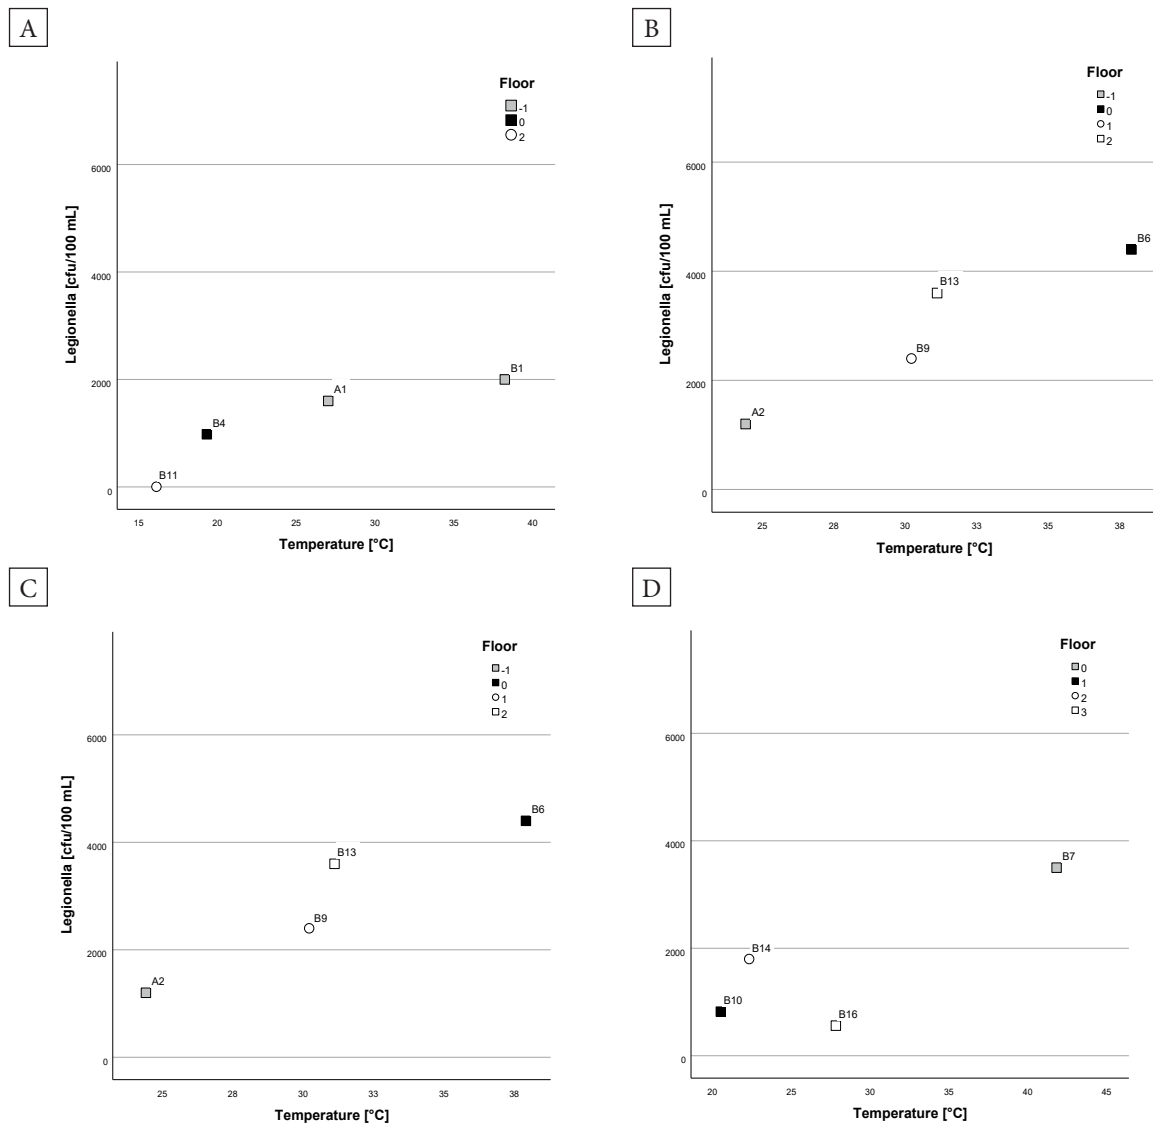 A
Floor
-1
0
2
6000
4000
2000
0
Legionella [cfu/100 mL]
B1
A1
B4
B11
15 20 25 30 35 40
Temperature [°C]
B
Floor
-1
0
1
2
6000
4000
2000
0
Legionella [cfu/100 mL]
B6
B13
B9
A2
25 28 30 33 35 38
Temperature [°C]
C
Floor
-1
0
1
2
6000
4000
2000
0
Legionella [cfu/100 mL]
B6
B13
B9
A2
25 28 30 33 35 38
Temperature [°C]
D
Floor
0
1
2
3
6000
4000
2000
0
B7
B14
B10
B16
20 25 30 35 40 45
Temperature [°C]